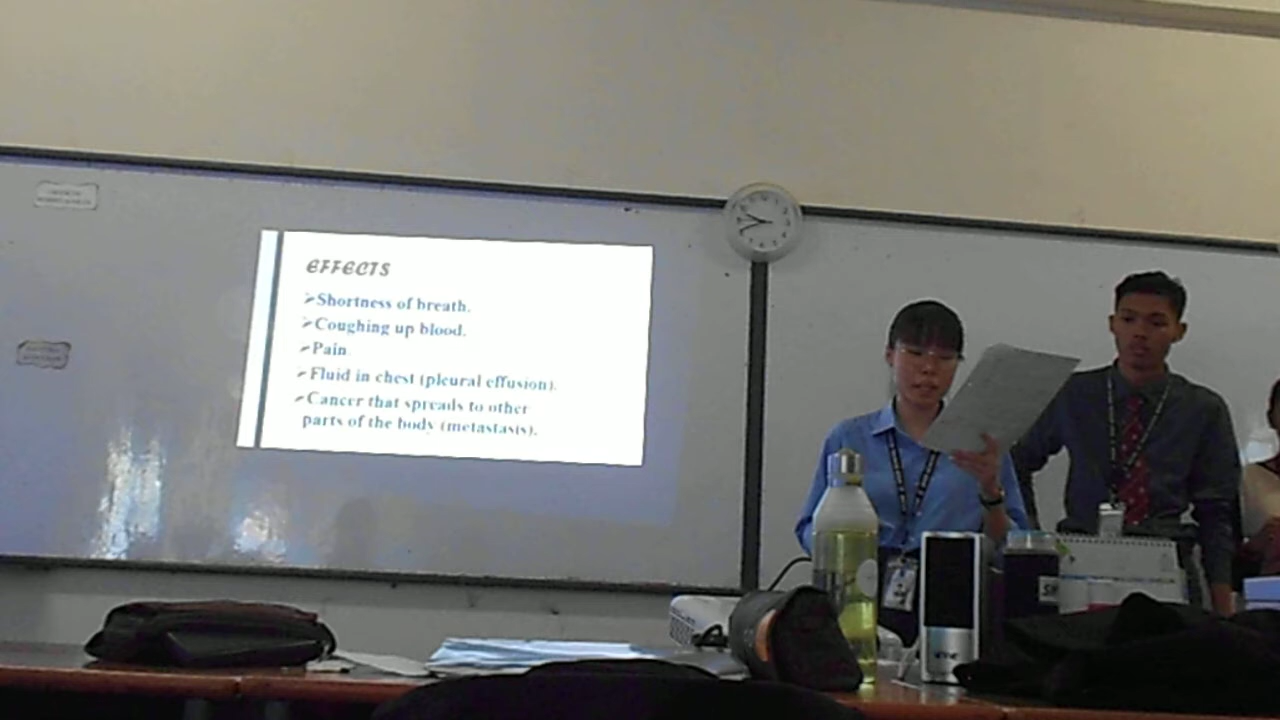 EFFECTS
➢Shortness of breath.
➢Coughing up blood.
➢Pain
➢Fluid in chest (pleural effusion).
➢Cancer that spreads to other
parts of the body (metastasis).